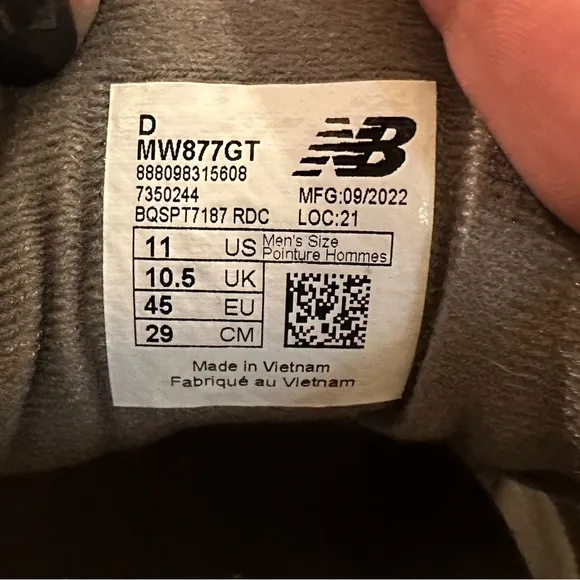 D
MW877GT
888098315608
7350244 MFG:09/2022
BQSPT7187 RDC LOC:21
11 US Men's Size
Pointure Hommes
10.5 UK
45 EU
29 CM
Made in Vietnam
Fabriqué au Vietnam
NB